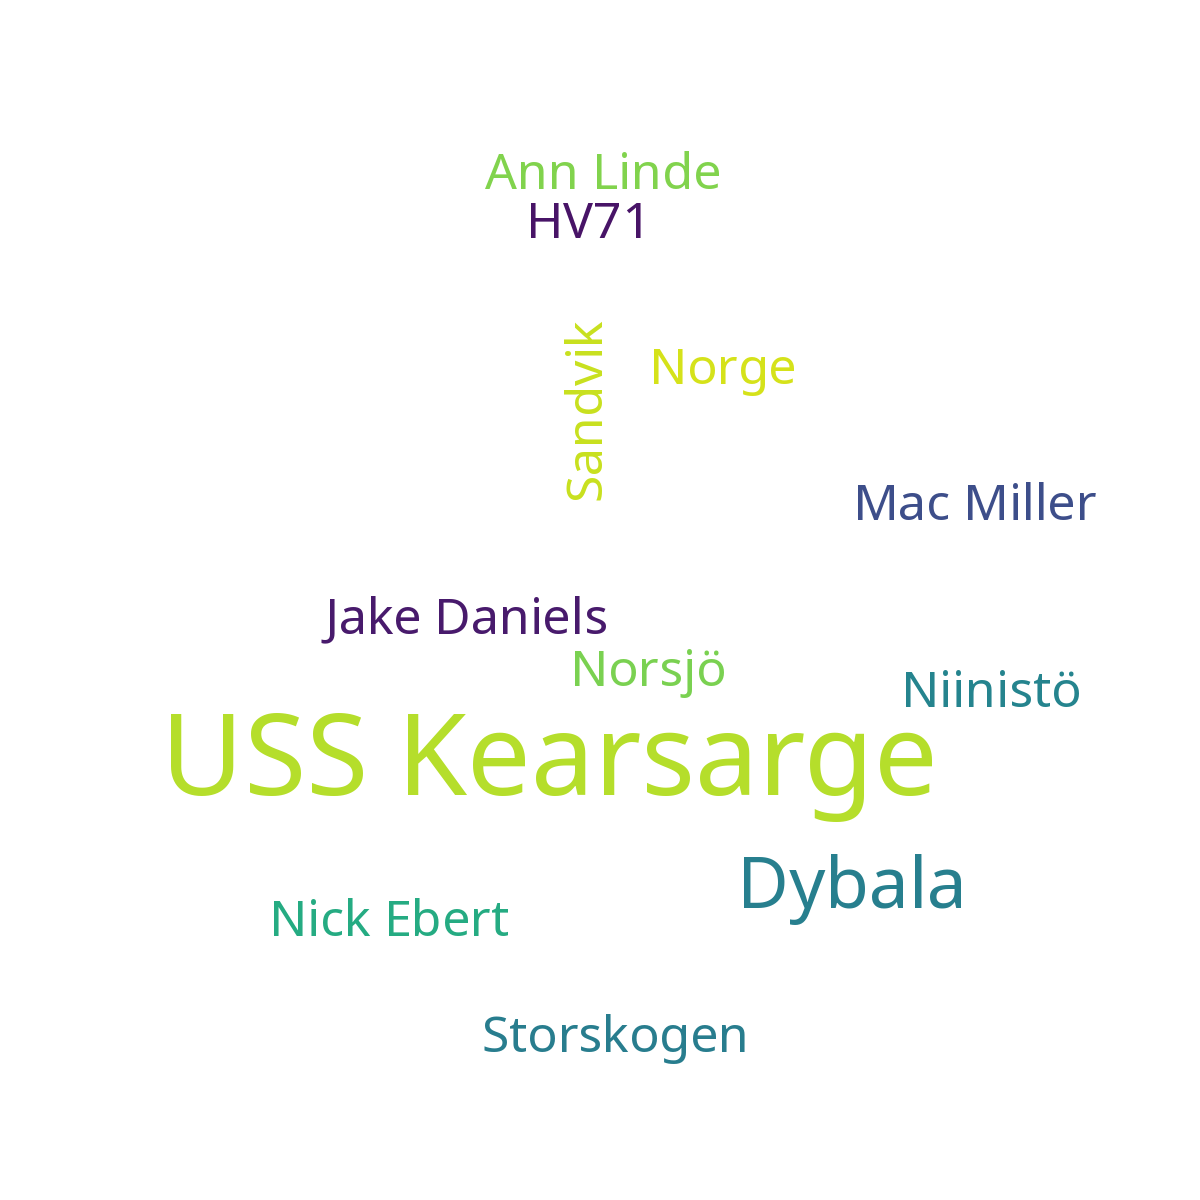 Ann Linde
HV71
Sandvik
Norge
Mac Miller
Jake Daniels
Norsjö
Niinistö
USS Kearsarge
Dybala
Nick Ebert
Storskogen